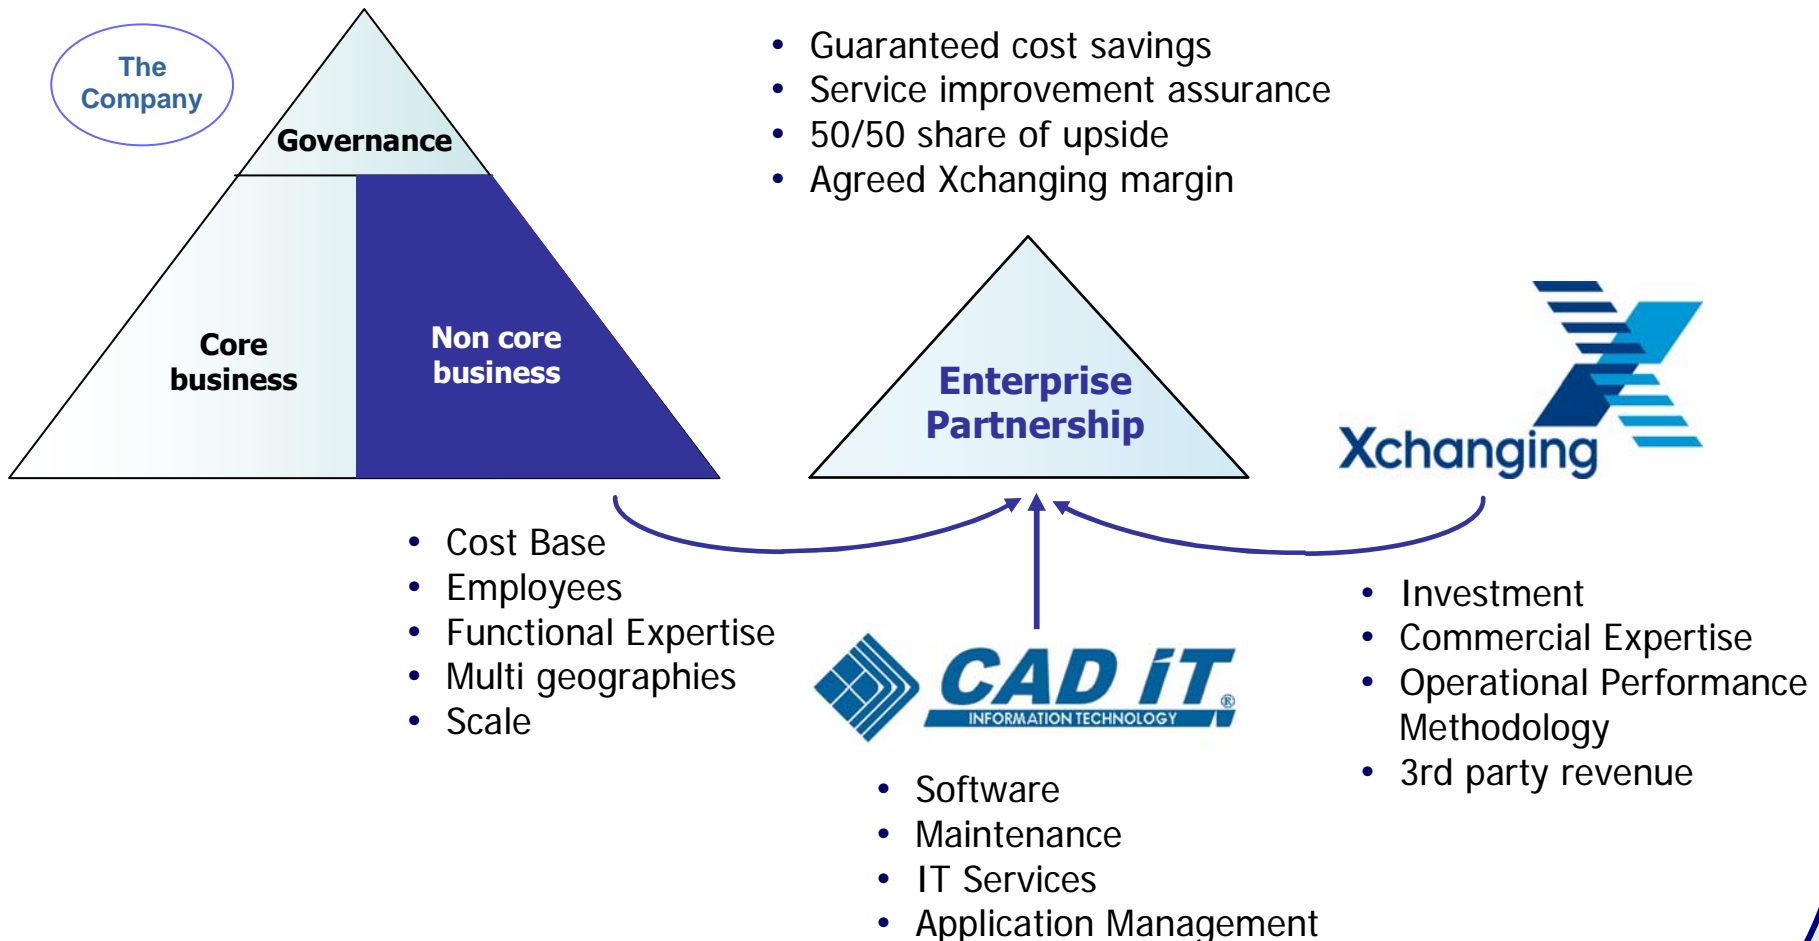 The
Company
Governance
Core
business
Non core
business
• Guaranteed cost savings
• Service improvement assurance
• 50/50 share of upside
• Agreed Xchanging margin
Enterprise
Partnership
Xchanging
• Cost Base
• Employees
• Functional Expertise
• Multi geographies
• Scale
CAD iT®
INFORMATION TECHNOLOGY
• Software
• Maintenance
• IT Services
• Application Management
• Investment
• Commercial Expertise
• Operational Performance
Methodology
• 3rd party revenue